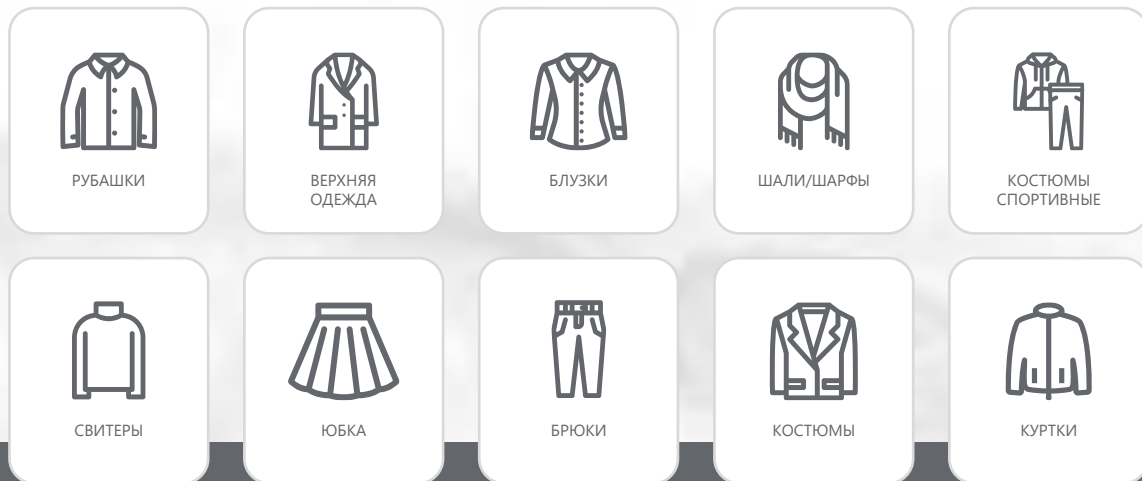 РУБАШКИ
ВЕРХНЯЯ
ОДЕЖДА
БЛУЗКИ
ШАЛИ/ШАРФЫ
КОСТЮМЫ
СПОРТИВНЫЕ
СВИТЕРЫ
ЮБКА
БРЮКИ
КОСТЮМЫ
КУРТКИ